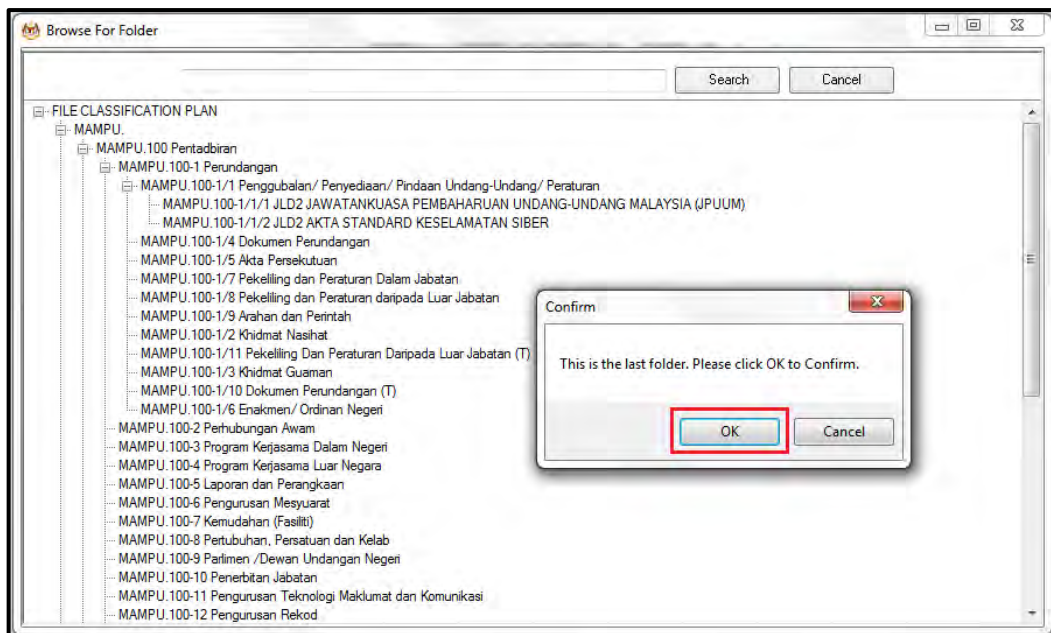 Browse For Folder
Search
Cancel
FILE CLASSIFICATION PLAN
MAMPU.
MAMPU.100 Pentadbiran
MAMPU.100-1 Perundangan
MAMPU.100-1/1 Penggubalan/ Penyediaan/ Pindaan Undang-Undang/ Peraturan
MAMPU.100-1/1/1 JLD2 JAWATANKUASA PEMBAHARUAN UNDANG-UNDANG MALAYSIA (JPUUM)
MAMPU.100-1/1/2 JLD2 AKTA STANDARD KESELAMATAN SIBER
MAMPU.100-1/4 Dokumen Perundangan
MAMPU.100-1/5 Akta Persekutuan
MAMPU.100-1/7 Pekeliling dan Peraturan Dalam Jabatan
MAMPU.100-1/8 Pekeliling dan Peraturan daripada Luar Jabatan
MAMPU.100-1/9 Arahan dan Perintah
MAMPU.100-1/2 Khidmat Nasihat
MAMPU.100-1/11 Pekeliling Dan Peraturan Daripada Luar Jabatan (T)
MAMPU.100-1/3 Khidmat Guaman
MAMPU.100-1/10 Dokumen Perundangan (T)
MAMPU.100-1/6 Enakmen/ Ordinan Negeri
MAMPU.100-2 Perhubungan Awam
MAMPU.100-3 Program Kerjasama Dalam Negeri
MAMPU.100-4 Program Kerjasama Luar Negara
MAMPU.100-5 Laporan dan Perangkaan
MAMPU.100-6 Pengurusan Mesyuarat
MAMPU.100-7 Kemudahan (Fasiliti)
MAMPU.100-8 Pertubuhan, Persatuan dan Kelab
MAMPU.100-9 Parlimen /Dewan Undangan Negeri
MAMPU.100-10 Penerbitan Jabatan
MAMPU.100-11 Pengurusan Teknologi Maklumat dan Komunikasi
MAMPU.100-12 Pengurusan Rekod
Confirm
This is the last folder. Please click OK to Confirm.
OK
Cancel